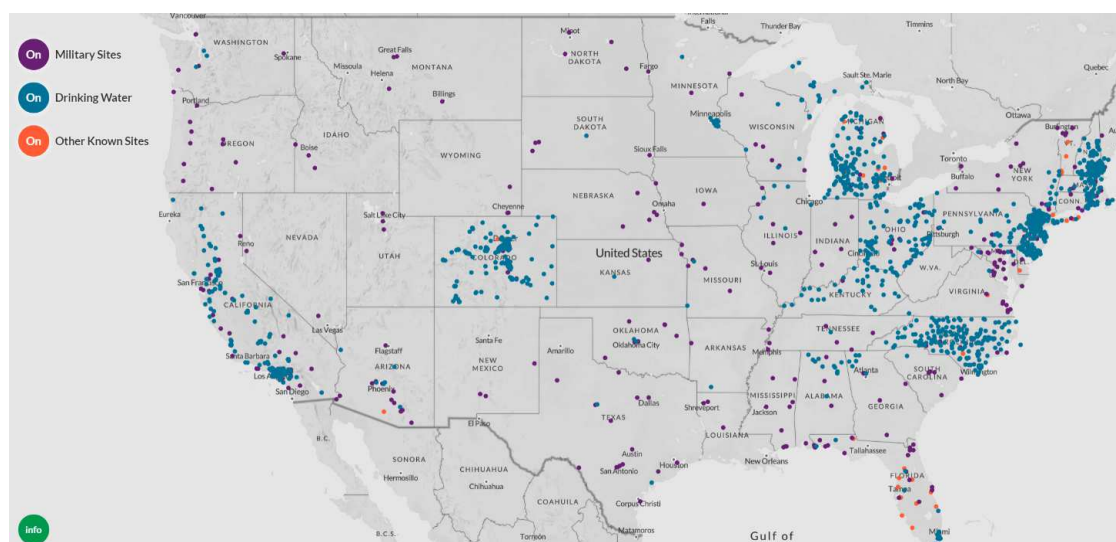 Vancouver
Falls
Thunder Bay
Timmins
On
Military Sites
WASHINGTON
Spokane
Great Falls
Minot
NORTH
DAKOTA
Fargo
Sault Ste. Marie
North Bay
Quebec
Missoula
Helena
MONTANA
MINNESOTA
On
Drinking Water
Portland
Billings
Minneapolis
WISCONSIN
MICHIGAN
Ottawa
Burlington
On
Other Known Sites
OREGON
Boise
IDAHO
SOUTH
DAKOTA
WYOMING
Sioux Falls
Toronto
Buffalo
NEW
YORK
VT.
CONN.
Eureka
Salt Lake City
Cheyenne
NEBRASKA
Omaha
IOWA
Chicago
PENNSYLVANIA
Pittsburgh
Reno
NEVADA
UTAH
COLORADO
United States
KANSAS
ILLINOIS
INDIANA
OHIO
Cincinnati
W.VA.
DEL.
San Francisco
CALIFORNIA
St. Louis
MISSOURI
KENTUCKY
VIRGINIA
Las Vegas
Santa Fe
OKLAHOMA
Oklahoma City
TENNESSEE
Santa Barbara
Flagstaff
ARIZONA
NEW
MEXICO
Amarillo
ARKANSAS
Memphis
Los A
Phoenix
Atlanta
SOUTH
CAROLINA
Wilmington
San Diego
Dallas
Shreveport
MISSISSIPPI
Jackson
ALABAMA
GEORGIA
B.C.
El Paso
TEXAS
LOUISIANA
SONORA
Hermosillo
CHIHUAHUA
Chihuahua
Austin
San Antonio
Houston
New Orleans
Tallahassee
COAHUILA
Corpus Christi
FLORIDA
Tampa
info
B.C.S.
Torreón
Matamoros
Gulf of
Miami